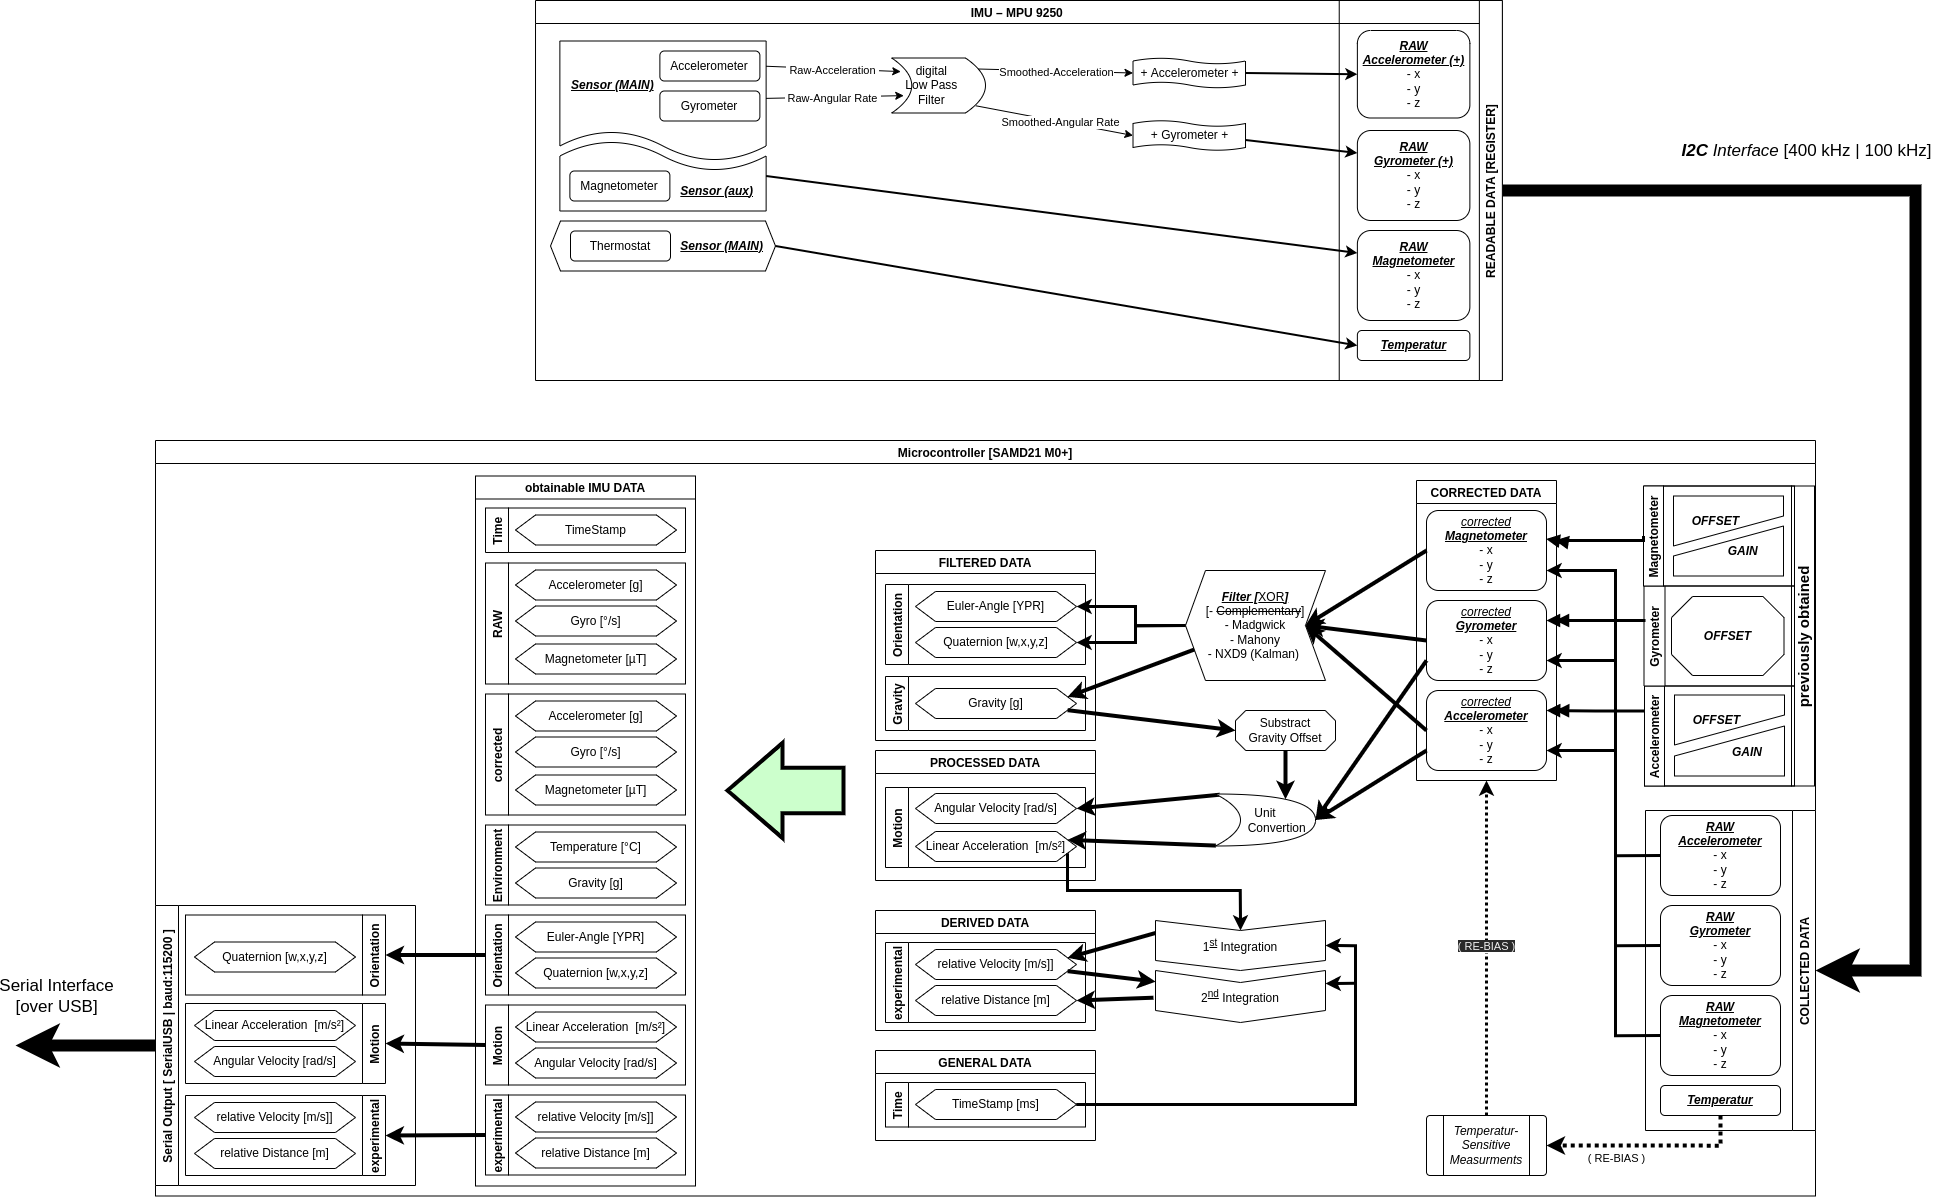 IMU – MPU 9250
Accelerometer
Sensor (MAIN)
Gyrometer
Raw-Acceleration
Raw-Angular Rate
digital
Low Pass
Filter
Smoothed-Acceleration
Smoothed-Angular Rate
+ Accelerometer +
+ Gyrometer +
Magnetometer
Sensor (aux)
Thermostat
Sensor (MAIN)
RAW
Accelerometer (+)
- x
- y
- z
RAW
Gyrometer (+)
- x
- y
- z
RAW
Magnetometer
- x
- y
- z
Temperatur
READABLE DATA [REGISTER]
I2C Interface [400 kHz | 100 kHz]
Microcontroller [SAMD21 M0+]
obtainable IMU DATA
Time
TimeStamp
RAW
Accelerometer [g]
Gyro [°/s]
Magnetometer [µT]
corrected
Accelerometer [g]
Gyro [°/s]
Magnetometer [µT]
Environment
Temperature [°C]
Gravity [g]
Orientation
Euler-Angle [YPR]
Quaternion [w,x,y,z]
Motion
Linear Acceleration [m/s²]
Angular Velocity [rad/s]
experimental
relative Velocity [m/s]]
relative Distance [m]
Serial Output [ SerialUSB | baud:115200 ]
Quaternion [w,x,y,z]
Orientation
Linear Acceleration [m/s²]
Angular Velocity [rad/s]
Motion
relative Velocity [m/s]]
relative Distance [m]
experimental
Serial Interface
[over USB]
FILTERED DATA
Orientation
Euler-Angle [YPR]
Quaternion [w,x,y,z]
Gravity
Gravity [g]
PROCESSED DATA
Motion
Angular Velocity [rad/s]
Linear Acceleration [m/s²]
DERIVED DATA
experimental
relative Velocity [m/s]]
relative Distance [m]
GENERAL DATA
Time
TimeStamp [ms]
Filter [XOR]
[- Complementary]
- Madgwick
- Mahony
- NXD9 (Kalman)
Substract
Gravity Offset
Unit
Convertion
1st Integration
2nd Integration
CORRECTED DATA
corrected
Magnetometer
- x
- y
- z
corrected
Gyrometer
- x
- y
- z
corrected
Accelerometer
- x
- y
- z
Magnetometer
OFFSET
GAIN
Gyrometer
OFFSET
Accelerometer
OFFSET
GAIN
previously obtained
RAW
Accelerometer
- x
- y
- z
RAW
Gyrometer
- x
- y
- z
RAW
Magnetometer
- x
- y
- z
Temperatur
COLLECTED DATA
( RE-BIAS )
Temperatur-
Sensitive
Measurments
( RE-BIAS )